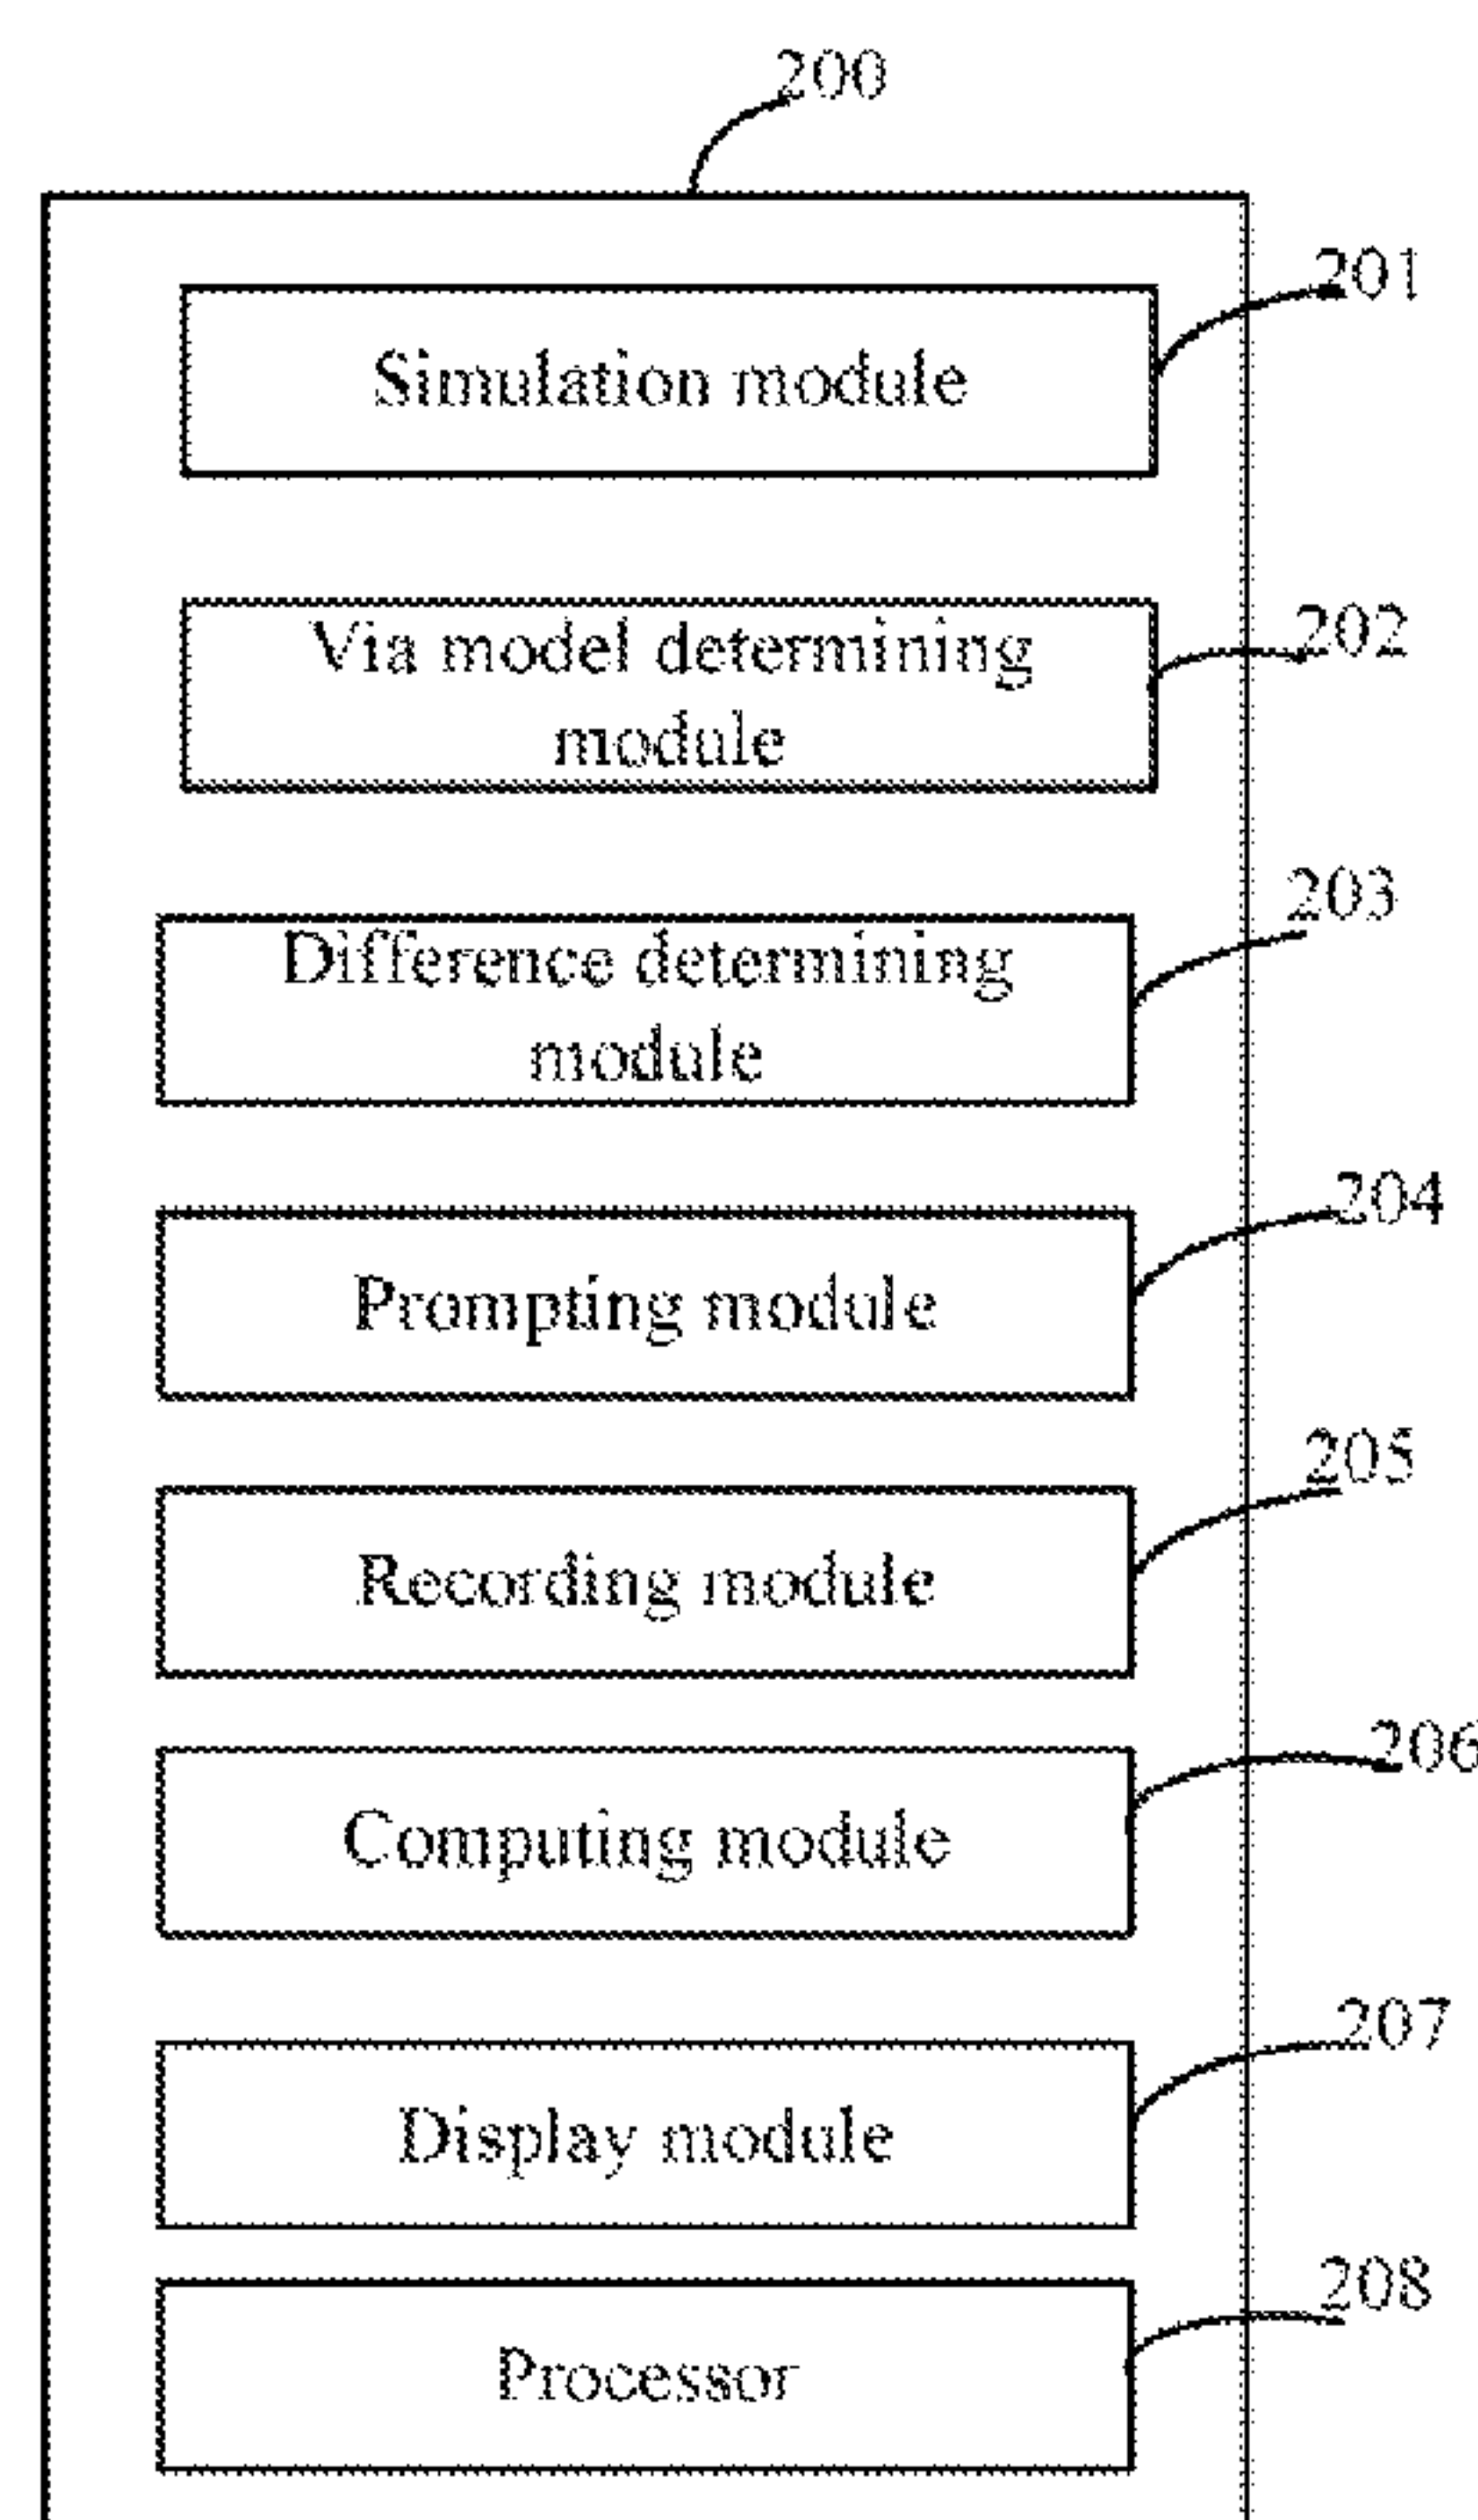 200
201
Simulation module
202
Via model determining
module
203
Difference determining
module
204
Prompting module
205
Recording module
206
Computing module
207
Display module
208
Processor